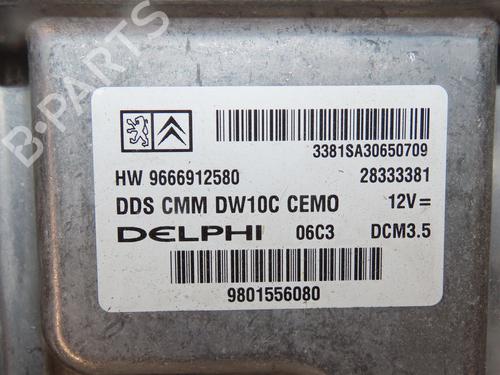 B-PARTS
3381SA30650709
HW 9666912580 28333381
DDS CMM DW10C CEMO 12V=
DELPHI 06C3 DCM3.5
9801556080